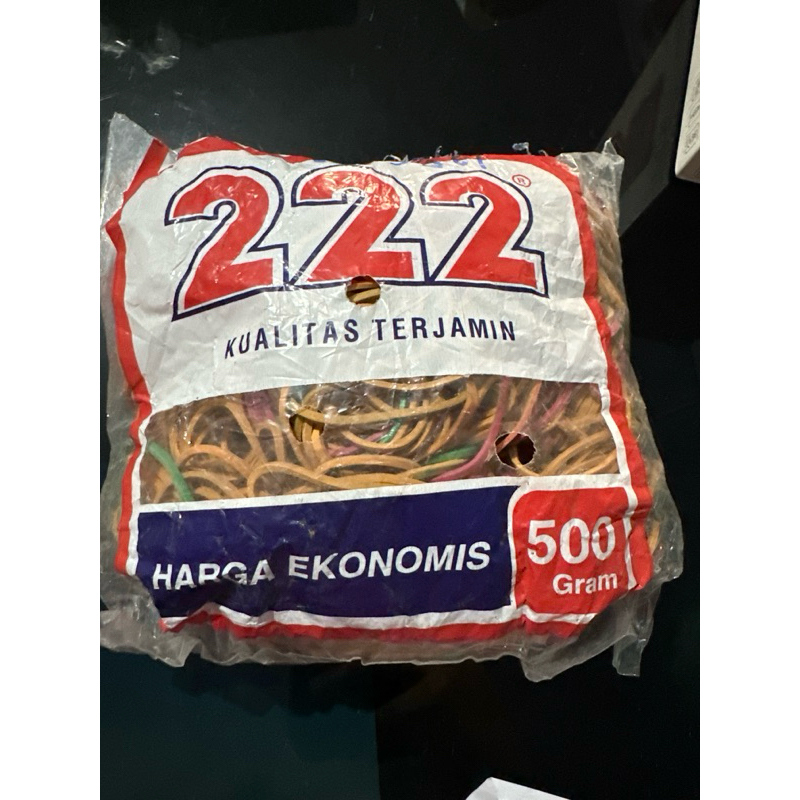 222®
KUALITAS TERJAMIN
HARGA EKONOMIS
500
Gram